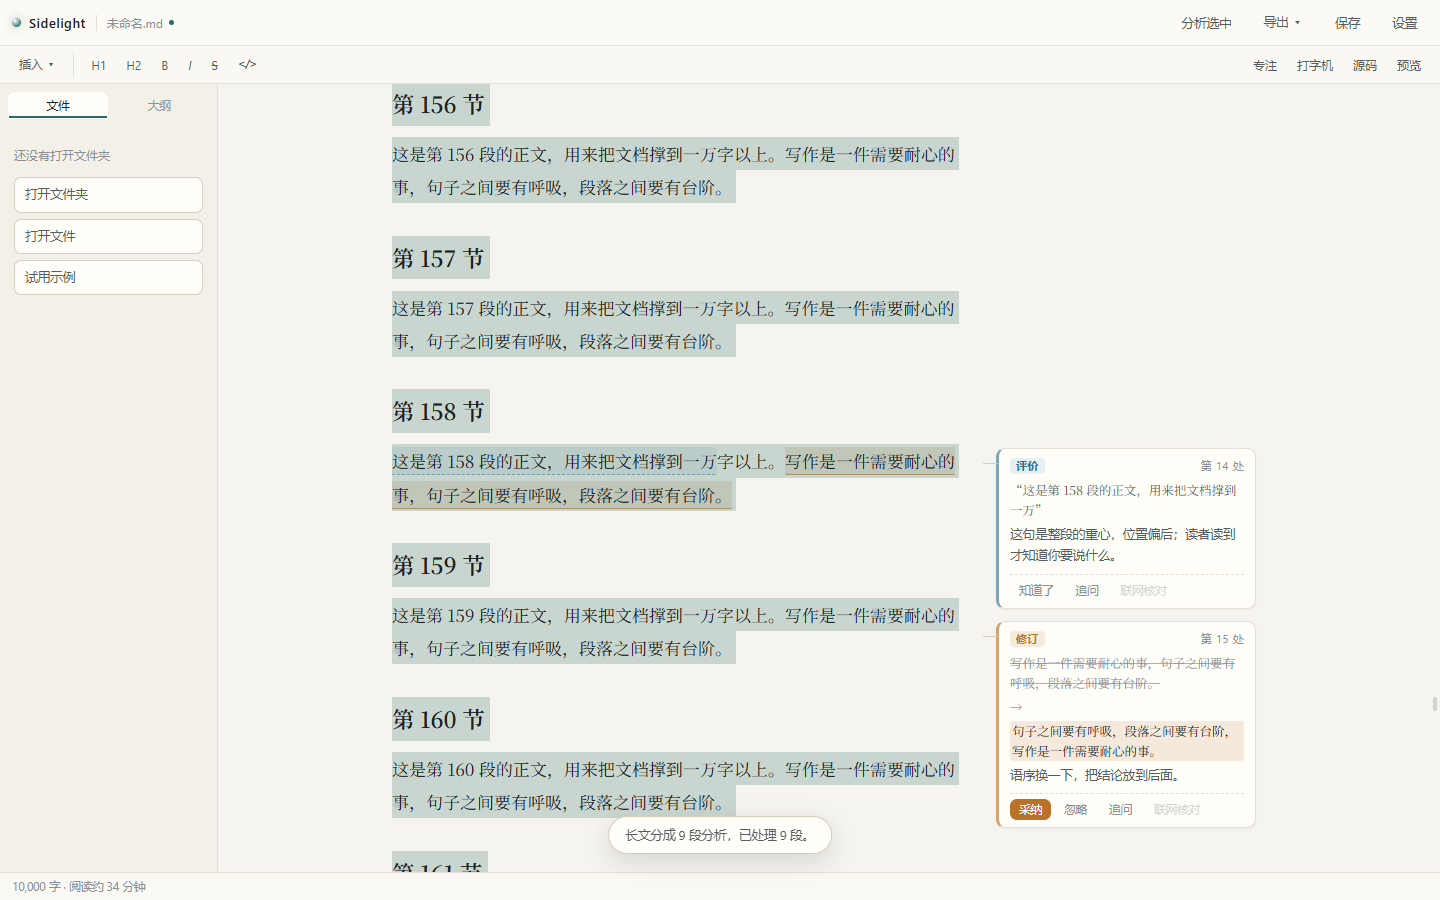 Sidelight
未命名.md
分析选中
导出
保存
设置
插入
H1
H2
B
I
S
</>
专注
打字机
源码
预览
文件
大纲
还没有打开文件夹
打开文件夹
打开文件
试用示例
第 156 节
这是第 156 段的正文，用来把文档撑到一万字以上。写作是一件需要耐心的
事，句子之间要有呼吸，段落之间要有台阶。
第 157 节
这是第 157 段的正文，用来把文档撑到一万字以上。写作是一件需要耐心的
事，句子之间要有呼吸，段落之间要有台阶。
第 158 节
这是第 158 段的正文，用来把文档撑到一万字以上。写作是一件需要耐心的
事，句子之间要有呼吸，段落之间要有台阶。
第 159 节
这是第 159 段的正文，用来把文档撑到一万字以上。写作是一件需要耐心的
事，句子之间要有呼吸，段落之间要有台阶。
第 160 节
这是第 160 段的正文，用来把文档撑到一万字以上。写作是一件需要耐心的
事，句子之间要有呼吸，段落之间要有台阶。
第 161 节
评价
第 14 处
“这是第 158 段的正文，用来把文档撑到
一万”
这句是整段的重心，位置偏后；读者读到
才知道你要说什么。
知道了
追问
联网核对
修订
第 15 处
写作是一件需要耐心的事，句子之间要有
呼吸，段落之间要有台阶。
→
句子之间要有呼吸，段落之间要有台阶，
写作是一件需要耐心的事。
语序换一下，把结论放到后面。
采纳
忽略
追问
联网核对
长文分成 9 段分析，已处理 9 段。
10,000 字 · 阅读约 34 分钟